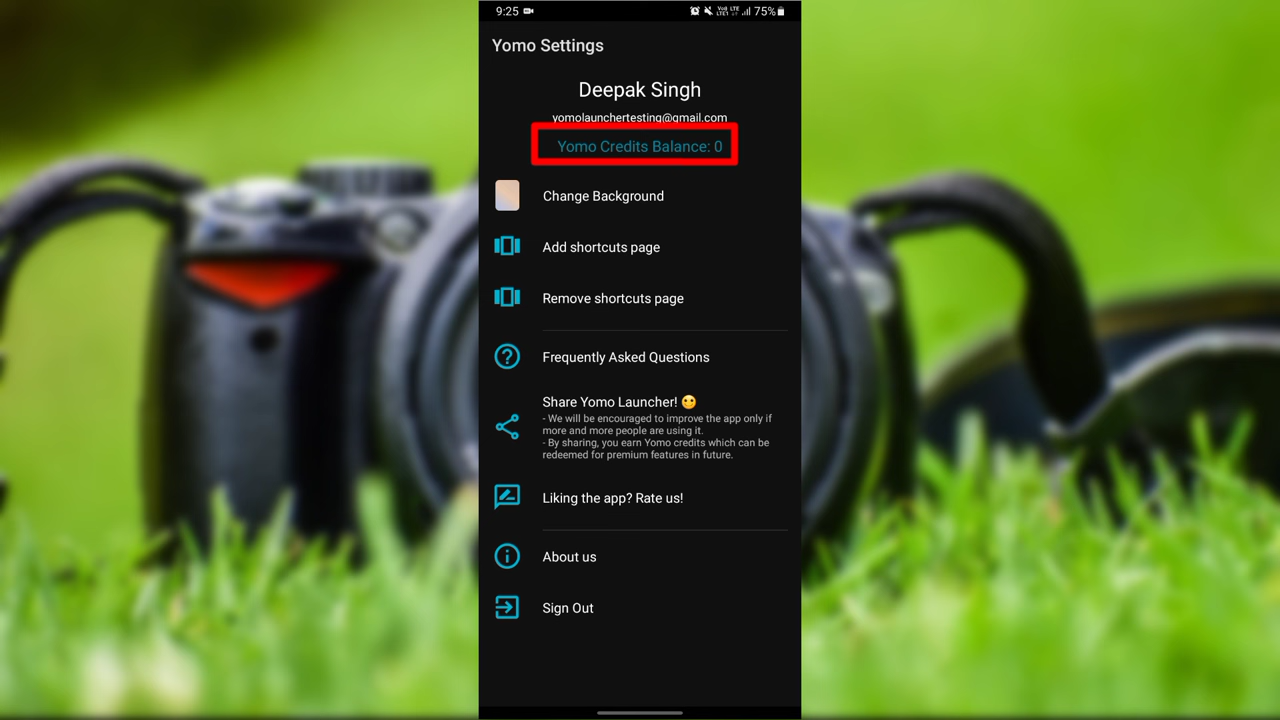 9:25 75%
Yomo Settings
Deepak Singh
yomolaunchertesting@gmail.com
Yomo Credits Balance: 0
Change Background
Add shortcuts page
Remove shortcuts page
Frequently Asked Questions
Share Yomo Launcher! 😶
- We will be encouraged to improve the app only if
more and more people are using it.
- By sharing, you earn Yomo credits which can be
redeemed for premium features in future.
Liking the app? Rate us!
About us
Sign Out